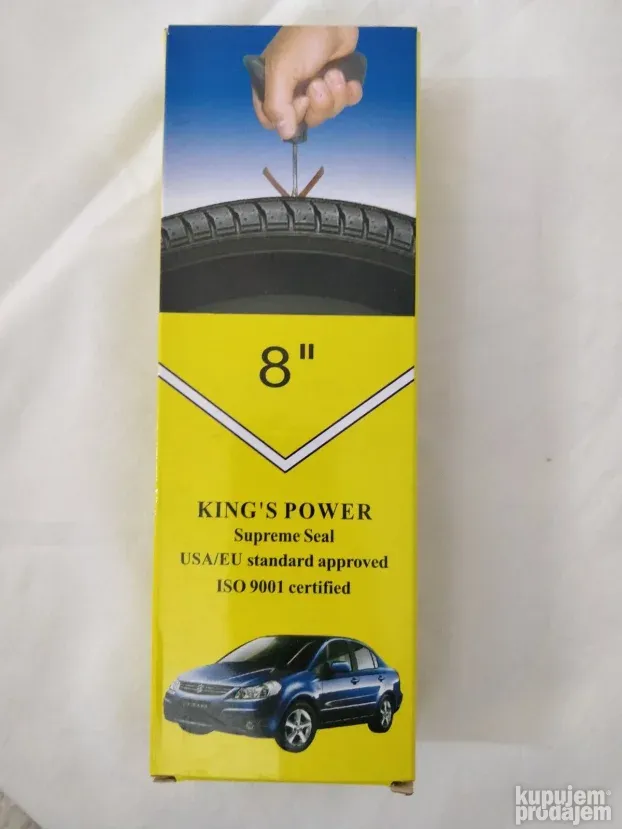 8"
KING'S POWER
Supreme Seal
USA/EU standard approved
ISO 9001 certified
kupujem
prodajem